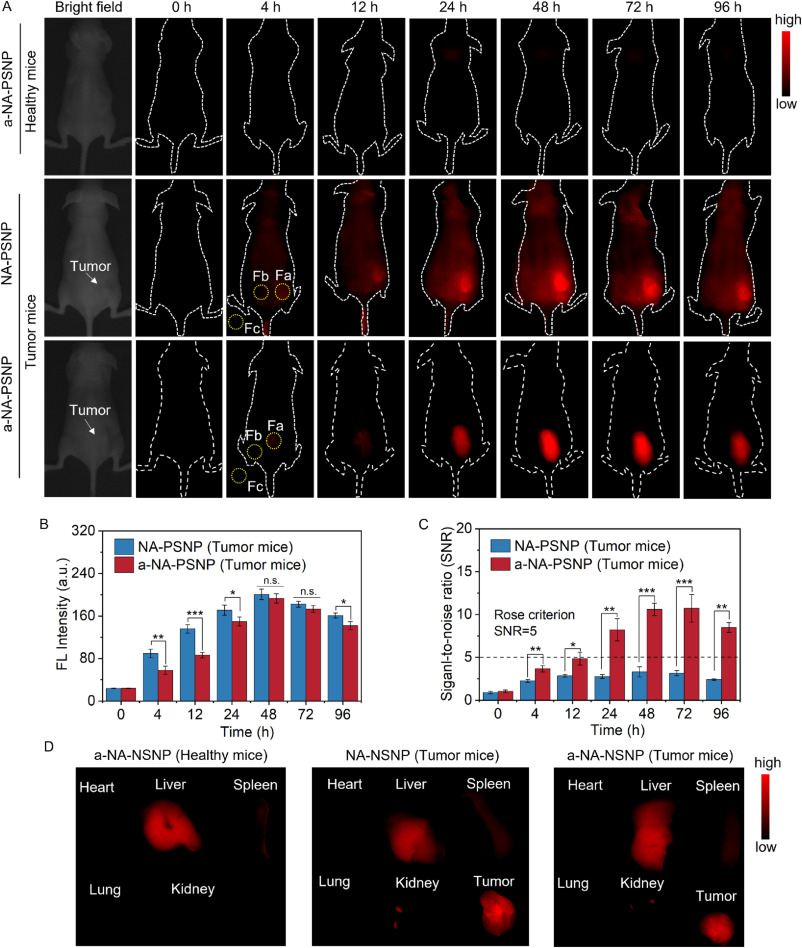 A
Bright field
0 h
4 h
12 h
24 h
48 h
72 h
96 h
high
low
a-NA-PSNP
Healthy mice
NA-PSNP
Tumor mice
a-NA-PSNP
Tumor
Fb
Fa
Fc
Tumor
Fb
Fa
Fc
B
320
240
160
80
0
FL Intensity (a.u.)
NA-PSNP (Tumor mice)
a-NA-PSNP (Tumor mice)
**
***
*
n.s.
n.s.
*
0
4
12
24
48
72
96
Time (h)
C
20
15
10
5
0
Siganl-to-noise ratio (SNR)
NA-PSNP (Tumor mice)
a-NA-PSNP (Tumor mice)
Rose criterion
SNR=5
**
*
**
***
***
**
0
4
12
24
48
72
96
Time (h)
D
a-NA-NSNP (Healthy mice)
Heart
Liver
Spleen
Lung
Kidney
NA-NSNP (Tumor mice)
Heart
Liver
Spleen
Lung
Kidney
Tumor
a-NA-NSNP (Tumor mice)
Heart
Liver
Spleen
Lung
Kidney
Tumor
high
low